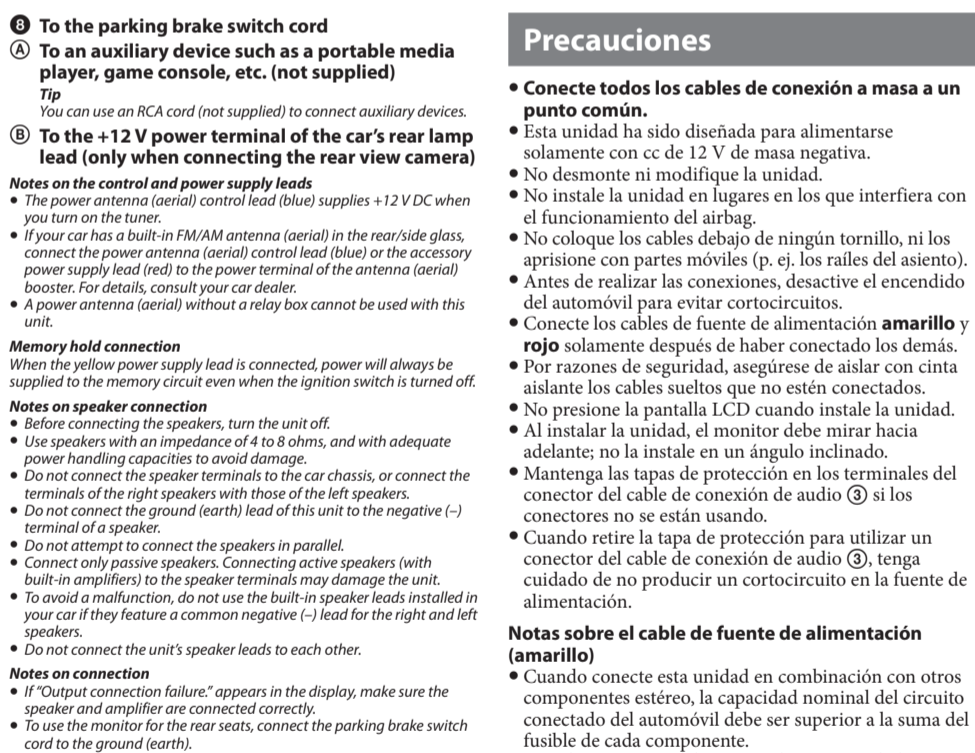 ❽ To the parking brake switch cord
Ⓐ To an auxiliary device such as a portable media
player, game console, etc. (not supplied)
Tip
You can use an RCA cord (not supplied) to connect auxiliary devices.
Ⓑ To the +12 V power terminal of the car’s rear lamp
lead (only when connecting the rear view camera)
Notes on the control and power supply leads
• The power antenna (aerial) control lead (blue) supplies +12 V DC when
you turn on the tuner.
• If your car has a built-in FM/AM antenna (aerial) in the rear/side glass,
connect the power antenna (aerial) control lead (blue) or the accessory
power supply lead (red) to the power terminal of the antenna (aerial)
booster. For details, consult your car dealer.
• A power antenna (aerial) without a relay box cannot be used with this
unit.
Memory hold connection
When the yellow power supply lead is connected, power will always be
supplied to the memory circuit even when the ignition switch is turned off.
Notes on speaker connection
• Before connecting the speakers, turn the unit off.
• Use speakers with an impedance of 4 to 8 ohms, and with adequate
power handling capacities to avoid damage.
• Do not connect the speaker terminals to the car chassis, or connect the
terminals of the right speakers with those of the left speakers.
• Do not connect the ground (earth) lead of this unit to the negative (–)
terminal of a speaker.
• Do not attempt to connect the speakers in parallel.
• Connect only passive speakers. Connecting active speakers (with
built-in amplifiers) to the speaker terminals may damage the unit.
• To avoid a malfunction, do not use the built-in speaker leads installed in
your car if they feature a common negative (–) lead for the right and left
speakers.
• Do not connect the unit’s speaker leads to each other.
Notes on connection
• If “Output connection failure.” appears in the display, make sure the
speaker and amplifier are connected correctly.
• To use the monitor for the rear seats, connect the parking brake switch
cord to the ground (earth).
Precauciones
• Conecte todos los cables de conexión a masa a un
punto común.
• Esta unidad ha sido diseñada para alimentarse
solamente con cc de 12 V de masa negativa.
• No desmonte ni modifique la unidad.
• No instale la unidad en lugares en los que interfiera con
el funcionamiento del airbag.
• No coloque los cables debajo de ningún tornillo, ni los
aprisione con partes móviles (p. ej. los raíles del asiento).
• Antes de realizar las conexiones, desactive el encendido
del automóvil para evitar cortocircuitos.
• Conecte los cables de fuente de alimentación amarillo y
rojo solamente después de haber conectado los demás.
• Por razones de seguridad, asegúrese de aislar con cinta
aislante los cables sueltos que no estén conectados.
• No presione la pantalla LCD cuando instale la unidad.
• Al instalar la unidad, el monitor debe mirar hacia
adelante; no la instale en un ángulo inclinado.
• Mantenga las tapas de protección en los terminales del
conector del cable de conexión de audio ③ si los
conectores no se están usando.
• Cuando retire la tapa de protección para utilizar un
conector del cable de conexión de audio ③, tenga
cuidado de no producir un cortocircuito en la fuente de
alimentación.
Notas sobre el cable de fuente de alimentación
(amarillo)
• Cuando conecte esta unidad en combinación con otros
componentes estéreo, la capacidad nominal del circuito
conectado del automóvil debe ser superior a la suma del
fusible de cada componente.